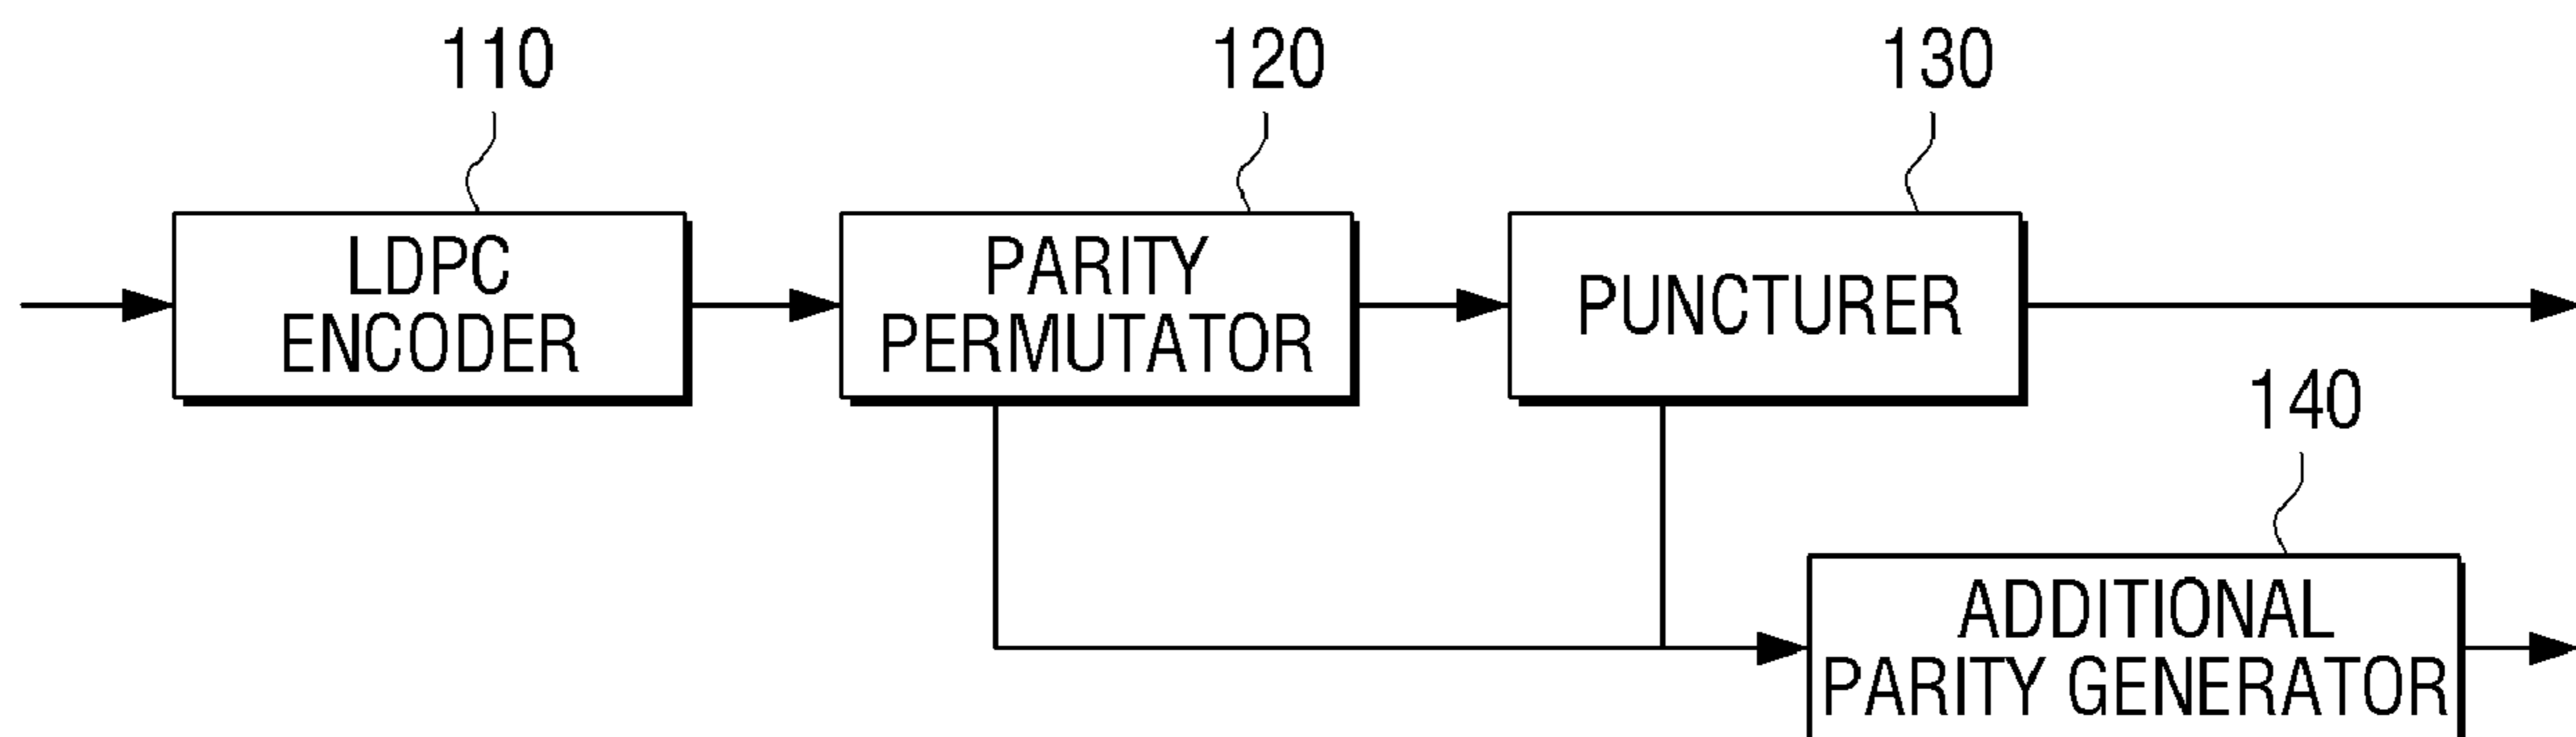 110
120
130
LDPC
ENCODER
PARITY
PERMUTATOR
PUNCTURER
140
ADDITIONAL
PARITY GENERATOR